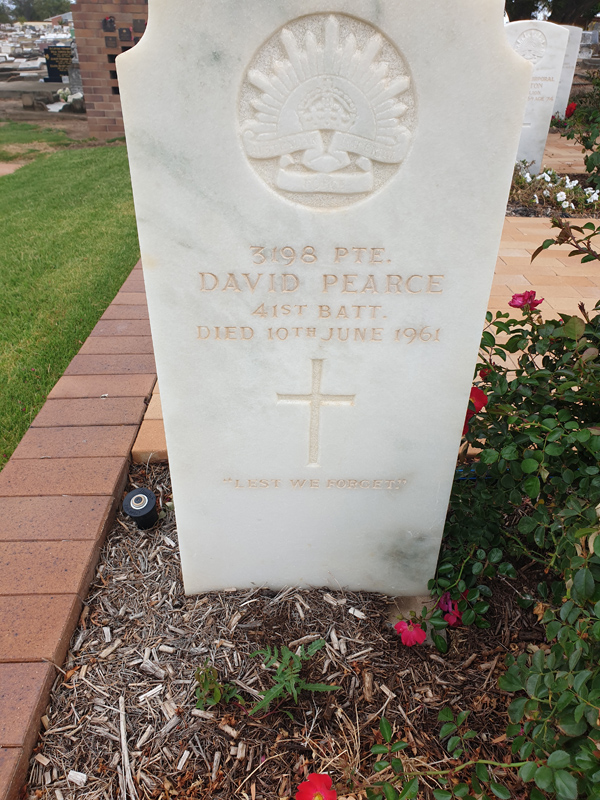 3198 PTE.
DAVID PEARCE
41ST BATT.
DIED 10TH JUNE 1961
"LEST WE FORGET"